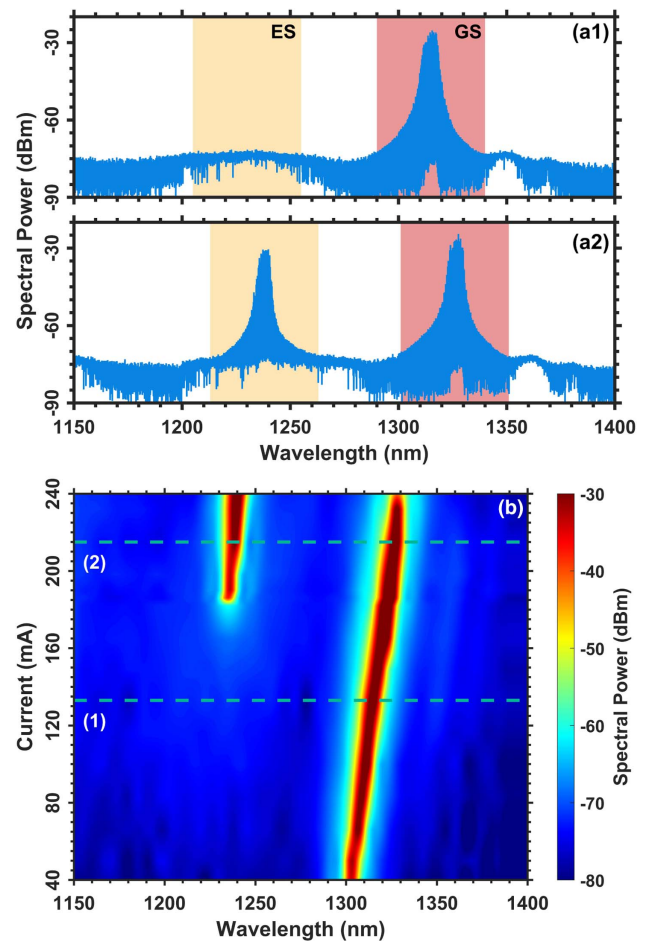 -30
-60
-90
ES
GS
(a1)
Spectral Power (dBm)
-30
-60
-90
(a2)
1150 1200 1250 1300 1350 1400
Wavelength (nm)
240
200
160
120
80
40
Current (mA)
(b)
(2)
(1)
1150 1200 1250 1300 1350 1400
Wavelength (nm)
-30
-40
-50
-60
-70
-80
Spectral Power (dBm)